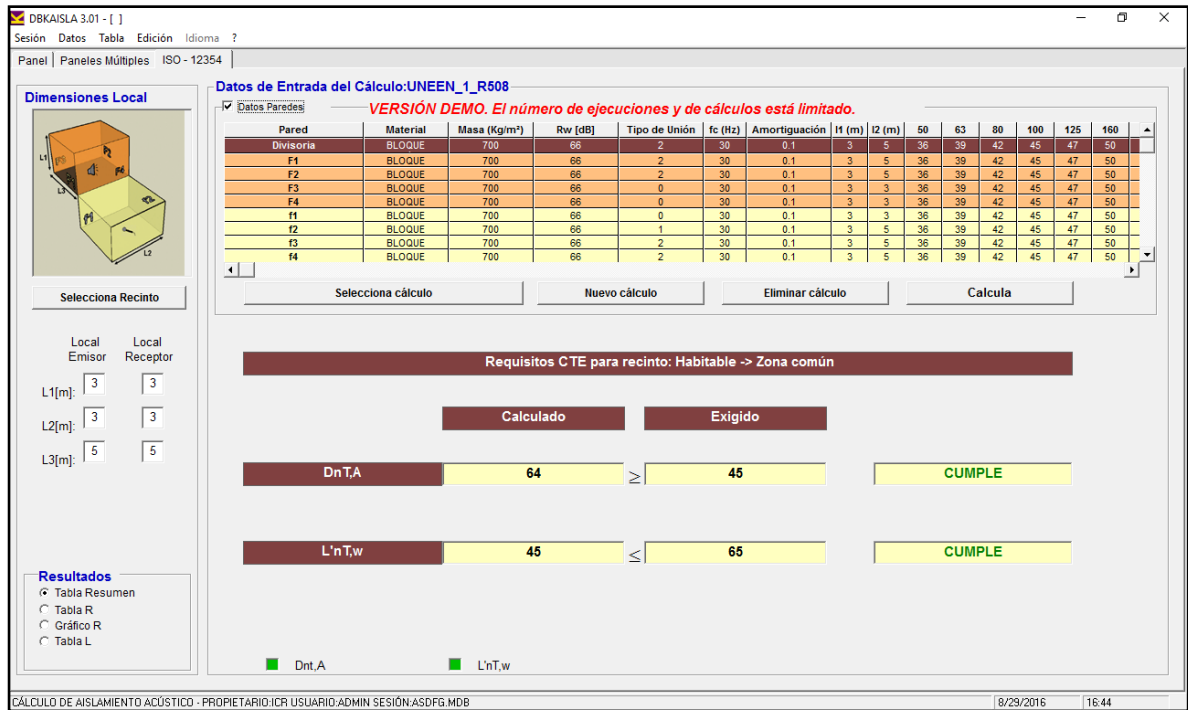 DBKAISLA 3.01 - [ ]
Sesión Datos Tabla Edición Idioma ?
Panel Paneles Múltiples ISO - 12354
Dimensiones Local
L1
F3
F2
F4
L3
f1
f2
L2
Selecciona Recinto
Local Emisor Local Receptor
L1[m]: 3 3
L2[m]: 3 3
L3[m]: 5 5
Resultados
Tabla Resumen
Tabla R
Gráfico R
Tabla L
Datos de Entrada del Cálculo:UNEEN_1_R508
Datos Paredes
VERSIÓN DEMO. El número de ejecuciones y de cálculos está limitado.
Pared Material Masa (Kg/m²) Rw [dB] Tipo de Unión fc (Hz) Amortiguación l1 (m) l2 (m) 50 63 80 100 125 160
Divisoria BLOQUE 700 66 2 30 0.1 3 5 36 39 42 45 47 50
F1 BLOQUE 700 66 2 30 0.1 3 5 36 39 42 45 47 50
F2 BLOQUE 700 66 2 30 0.1 3 5 36 39 42 45 47 50
F3 BLOQUE 700 66 0 30 0.1 3 3 36 39 42 45 47 50
F4 BLOQUE 700 66 0 30 0.1 3 3 36 39 42 45 47 50
f1 BLOQUE 700 66 0 30 0.1 3 5 36 39 42 45 47 50
f2 BLOQUE 700 66 1 30 0.1 3 5 36 39 42 45 47 50
f3 BLOQUE 700 66 2 30 0.1 3 5 36 39 42 45 47 50
f4 BLOQUE 700 66 2 30 0.1 3 5 36 39 42 45 47 50
Selecciona cálculo Nuevo cálculo Eliminar cálculo Calcula
Requisitos CTE para recinto: Habitable -> Zona común
Calculado Exigido
DnT,A 64 ≥ 45 CUMPLE
L'nT,w 45 ≤ 65 CUMPLE
Dnt,A L'nT,w
CÁLCULO DE AISLAMIENTO ACÚSTICO - PROPIETARIO:ICR USUARIO:ADMIN SESIÓN:ASDFG.MDB 8/29/2016 16:44